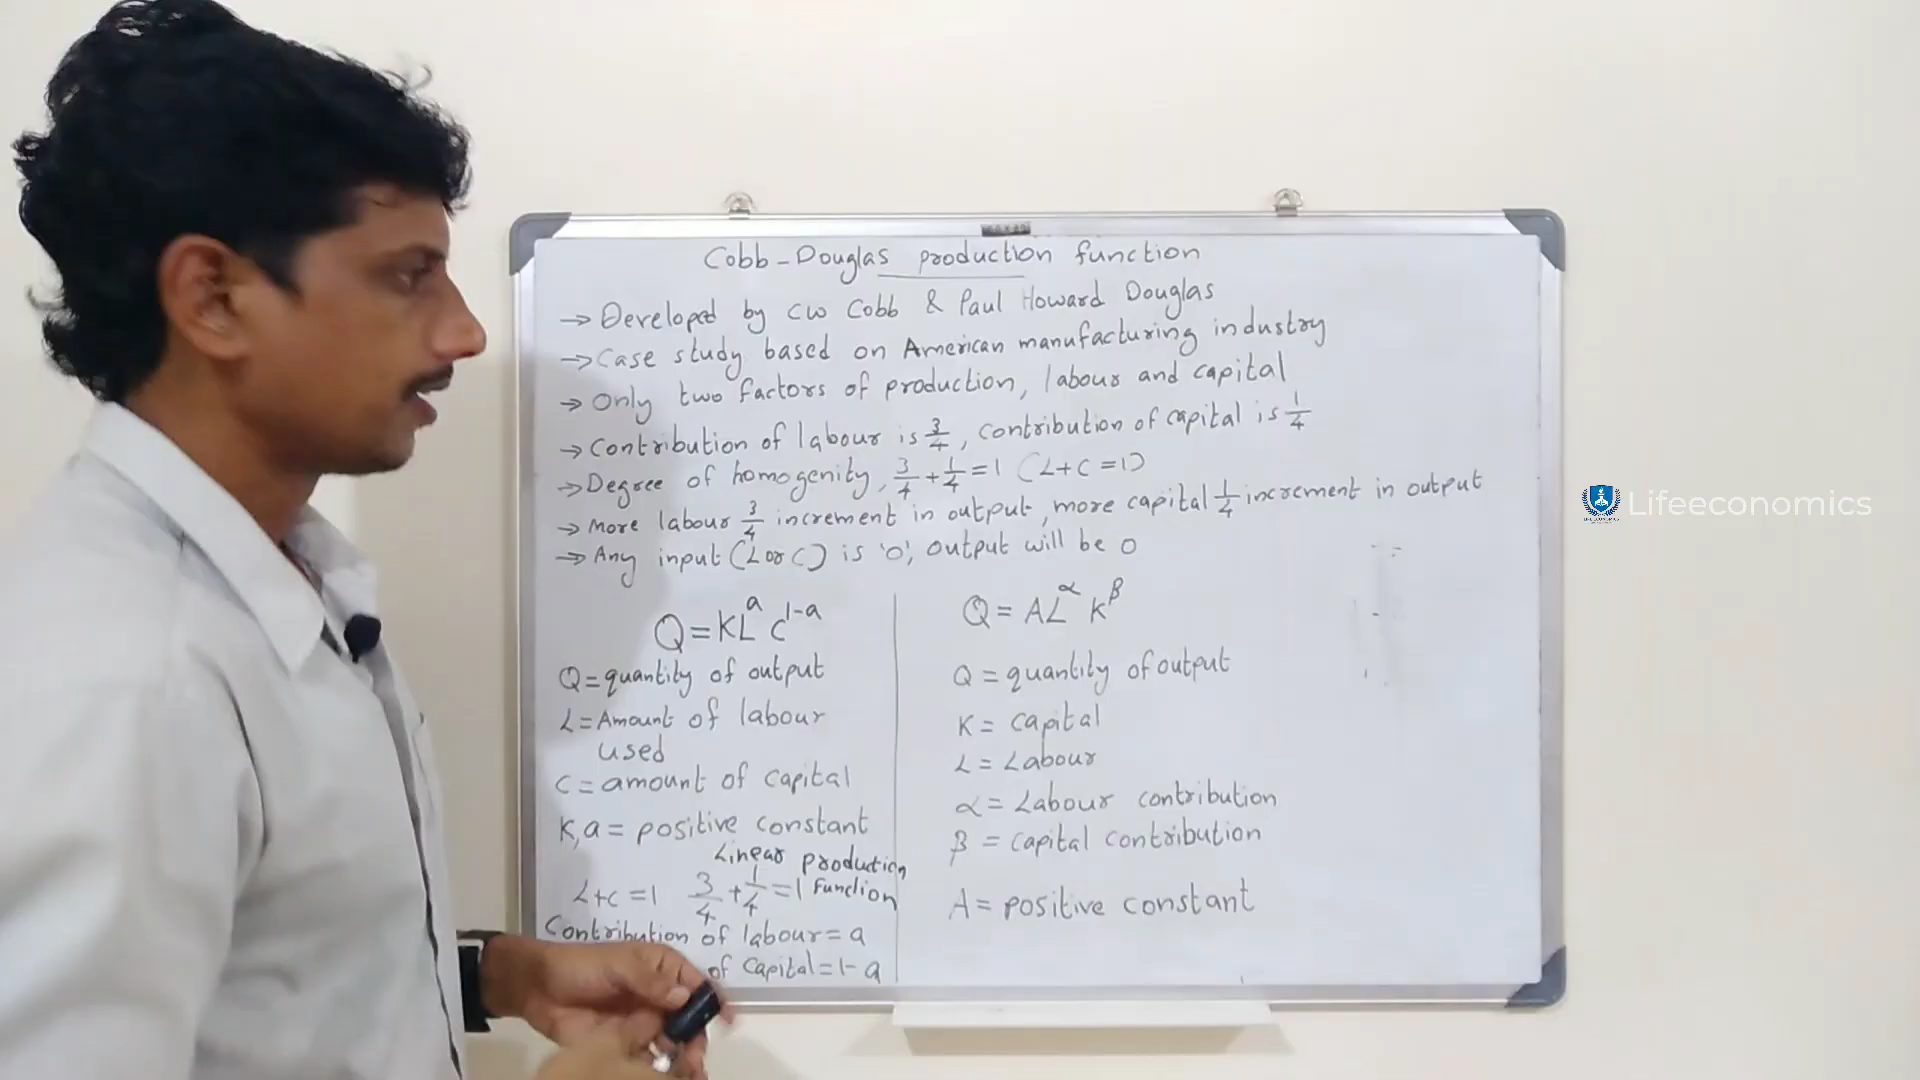 Cobb-Douglas production function
→ Developed by CW Cobb & Paul Howard Douglas
→ Case study based on American manufacturing industry
→ Only two factors of production, labour and capital
→ Contribution of labour is 3/4, contribution of capital is 1/4
→ Degree of homogenity, 3/4 + 1/4 = 1 (L+C = 1)
→ More labour 3/4 increment in output, more capital 1/4 increment in output
→ Any input (L or C) is '0', output will be 0
Q = KL^a C^1-a
Q = quantity of output
L = Amount of labour
used
C = amount of capital
K, a = positive constant
Linear production
L+C = 1 3/4 + 1/4 = 1 Function
Contribution of labour = a
of capital = 1-a
Q = AL^α K^β
Q = quantity of output
K = capital
L = Labour
α = Labour contribution
β = capital contribution
A = positive constant
Lifeeconomics